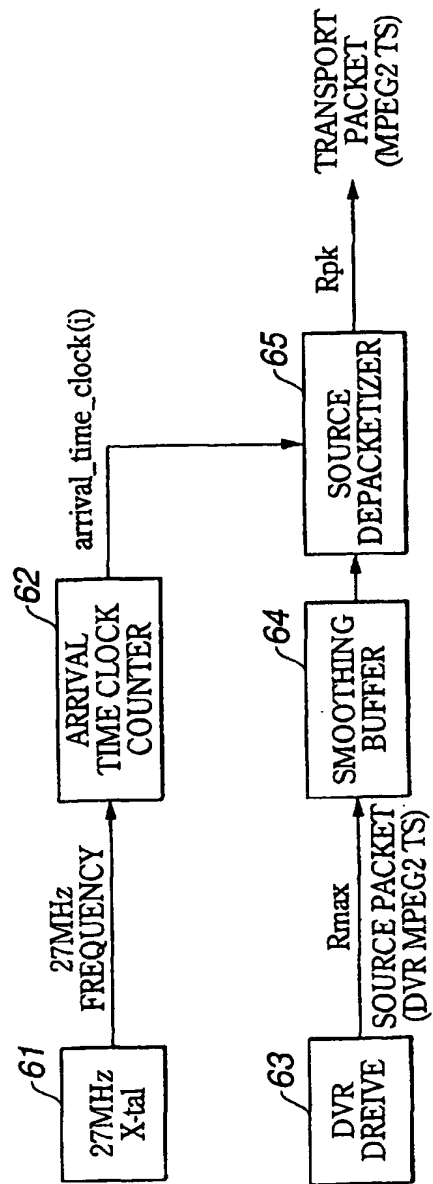 61
27MHz
X-tal
27MHz
FREQUENCY
62
ARRIVAL
TIME CLOCK
COUNTER
arrival_time_clock(i)
63
DVR
DREIVE
Rmax
SOURCE PACKET
(DVR MPEG2 TS)
64
SMOOTHING
BUFFER
65
SOURCE
DEPACKETIZER
Rpk
TRANSPORT
PACKET
(MPEG2 TS)